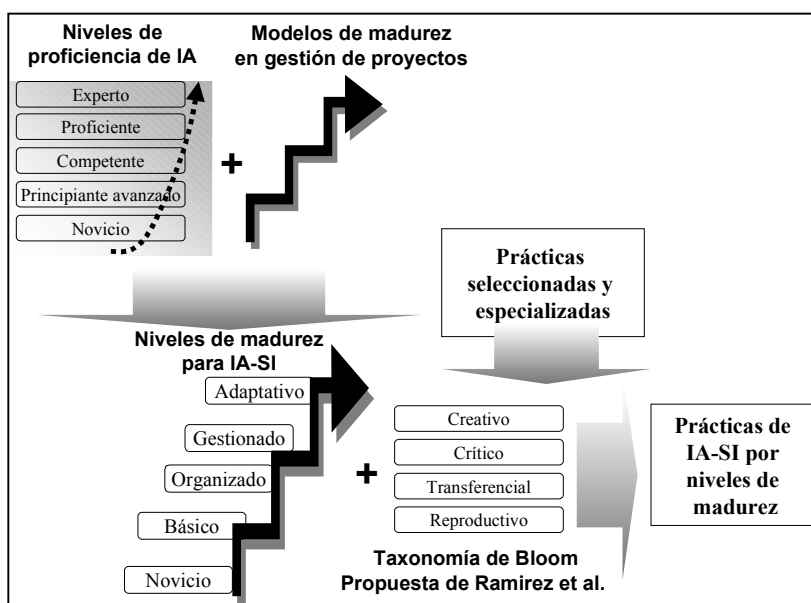 Niveles de
proficiencia de IA
Modelos de madurez
en gestión de proyectos
Experto
Proficiente
Competente
Principiante avanzado
Novicio
+
Prácticas
seleccionadas y
especializadas
Niveles de madurez
para IA-SI
Adaptativo
Gestionado
Organizado
Básico
Novicio
+
Creativo
Crítico
Transferencial
Reproductivo
Taxonomía de Bloom
Propuesta de Ramirez et al.
Prácticas de
IA-SI por
niveles de
madurez